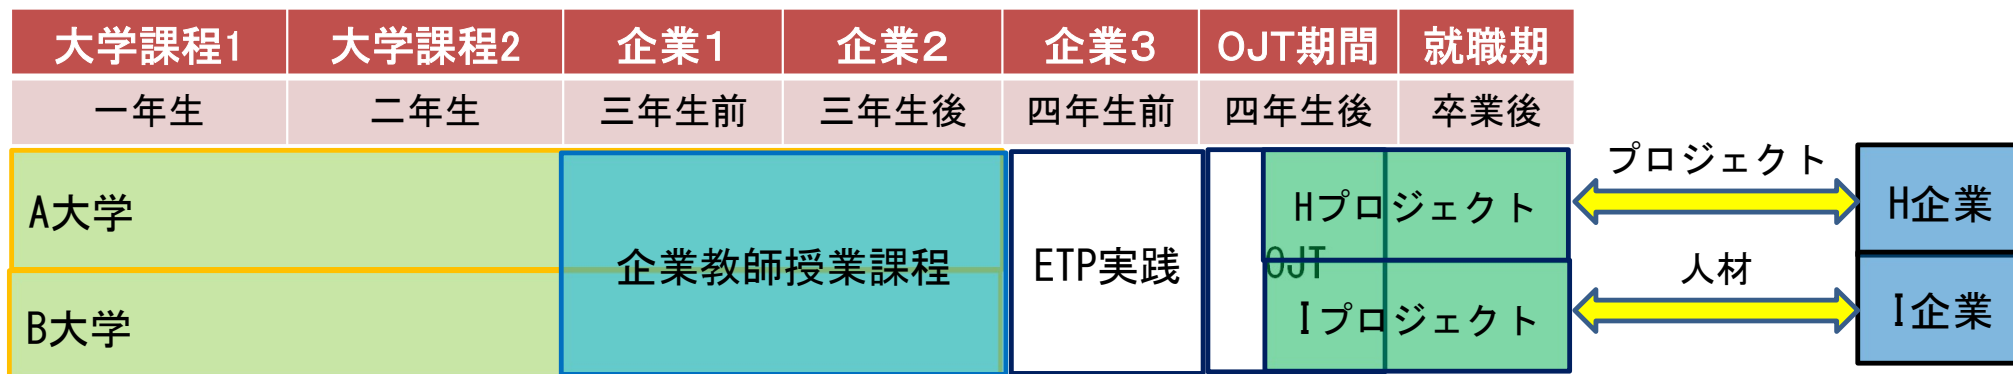 大学課程1 大学課程2 企業1 企業2 企業3 OJT期間 就職期
一年生 二年生 三年生前 三年生後 四年生前 四年生後 卒業後
プロジェクト
A大学 Hプロジェクト H企業
企業教師授業課程 ETP実践 OJT 人材
B大学 Iプロジェクト I企業